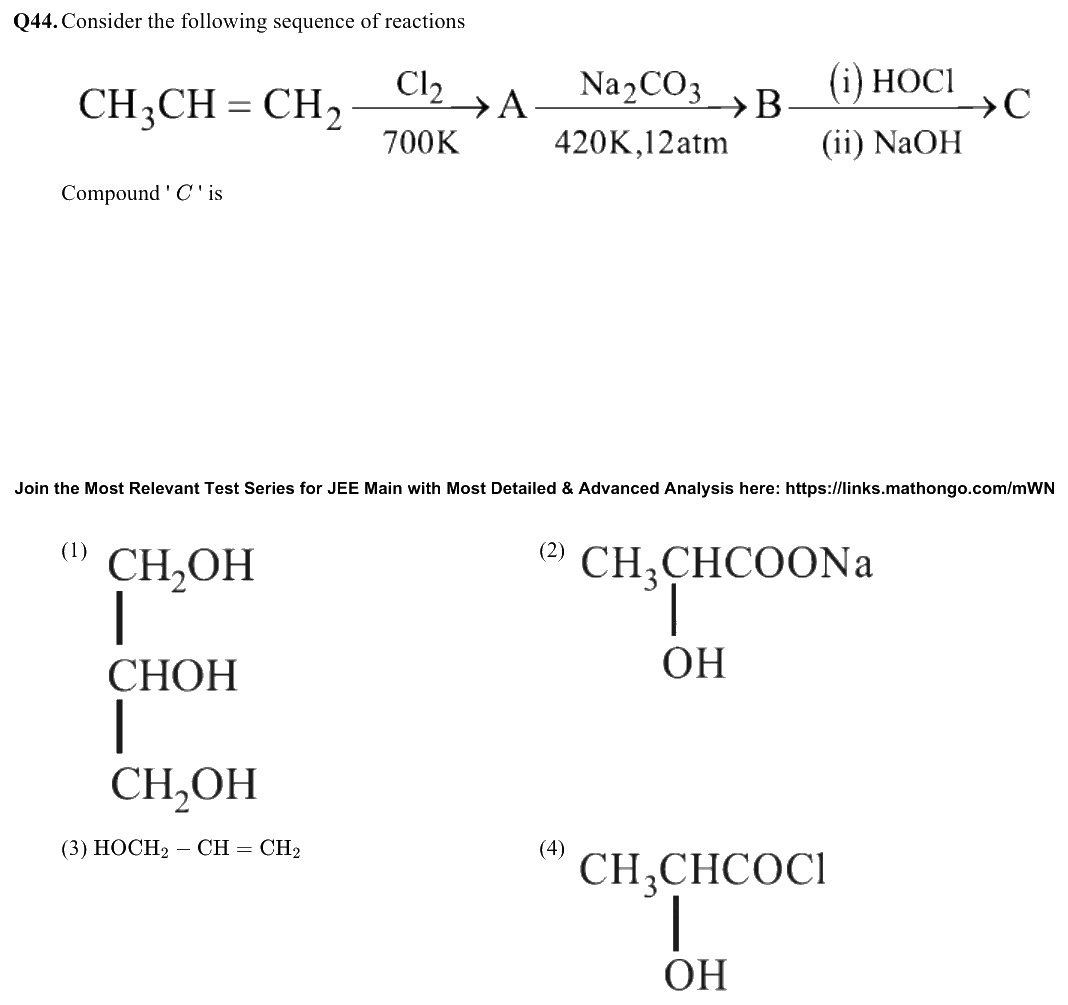 Q44. Consider the following sequence of reactions
CH₃CH = CH₂ —Cl₂/700K→ A —Na₂CO₃/420K,12atm→ B —(i) HOCl/(ii) NaOH→ C
Compound ' C ' is
Join the Most Relevant Test Series for JEE Main with Most Detailed & Advanced Analysis here: https://links.mathongo.com/mWN
(1) CH₂OH
|
CHOH
|
CH₂OH
(2) CH₃CHCOONa
|
OH
(3) HOCH₂ − CH = CH₂
(4) CH₃CHCOCl
|
OH